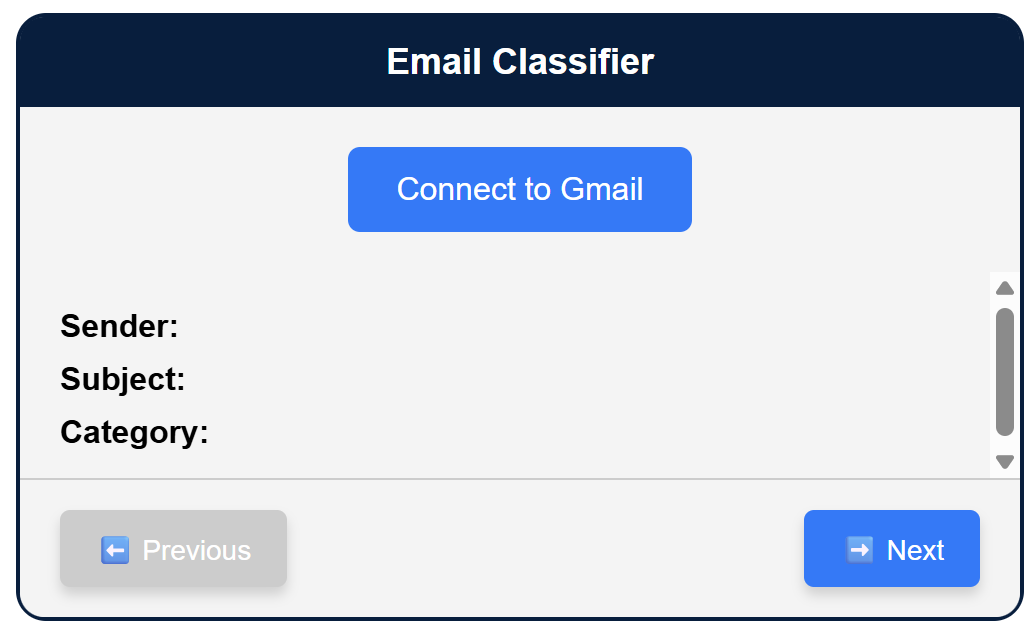 Email Classifier
Connect to Gmail
Sender:
Subject:
Category:
⬅️ Previous
➡️ Next